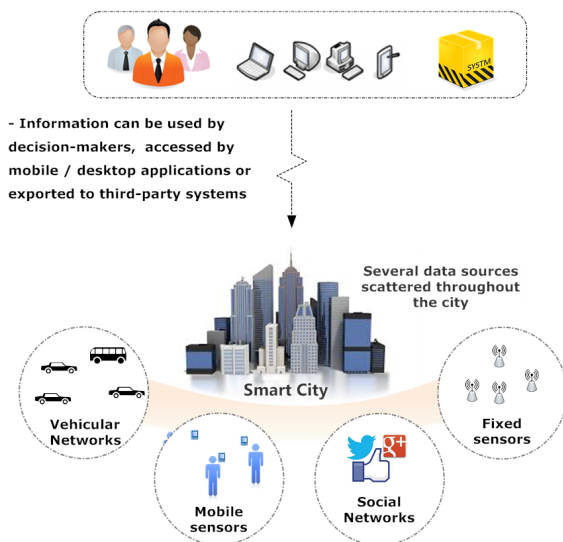 SYSTM
- Information can be used by
decision-makers, accessed by
mobile / desktop applications or
exported to third-party systems
Several data sources
scattered throughout
the city
Smart City
Vehicular
Networks
Mobile
sensors
g+
Social
Networks
Fixed
sensors